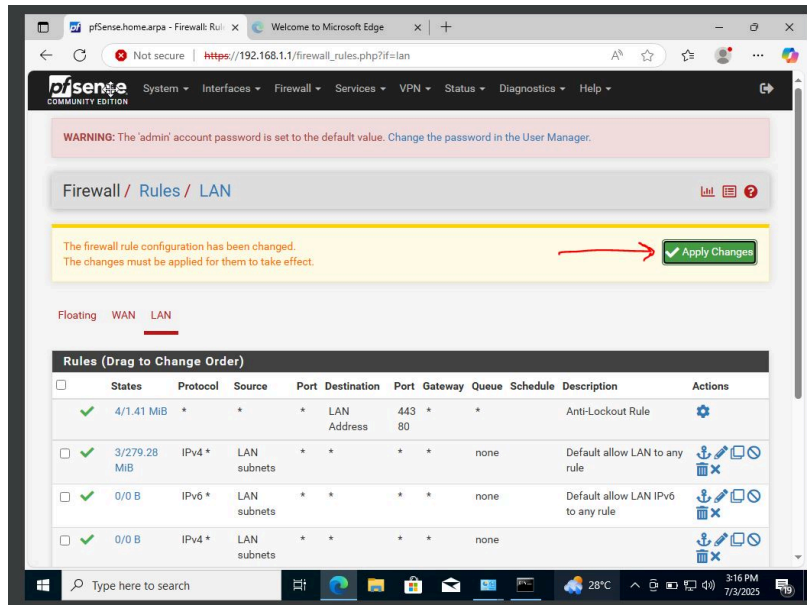 pfSense.home.arpa - Firewall: Rul
Welcome to Microsoft Edge
Not secure https://192.168.1.1/firewall_rules.php?if=lan
pfsense System Interfaces Firewall Services VPN Status Diagnostics Help
COMMUNITY EDITION
WARNING: The 'admin' account password is set to the default value. Change the password in the User Manager.
Firewall / Rules / LAN
The firewall rule configuration has been changed.
The changes must be applied for them to take effect.
Apply Changes
Floating WAN LAN
Rules (Drag to Change Order)
States Protocol Source Port Destination Port Gateway Queue Schedule Description Actions
4/1.41 MiB * * * LAN Address 443 80 * * Anti-Lockout Rule
3/279.28 MiB IPv4 * LAN subnets * * * * none Default allow LAN to any rule
0/0 B IPv6 * LAN subnets * * * * none Default allow LAN IPv6 to any rule
0/0 B IPv4 * LAN subnets * * * * none
Type here to search
28°C
3:16 PM
7/3/2025
19